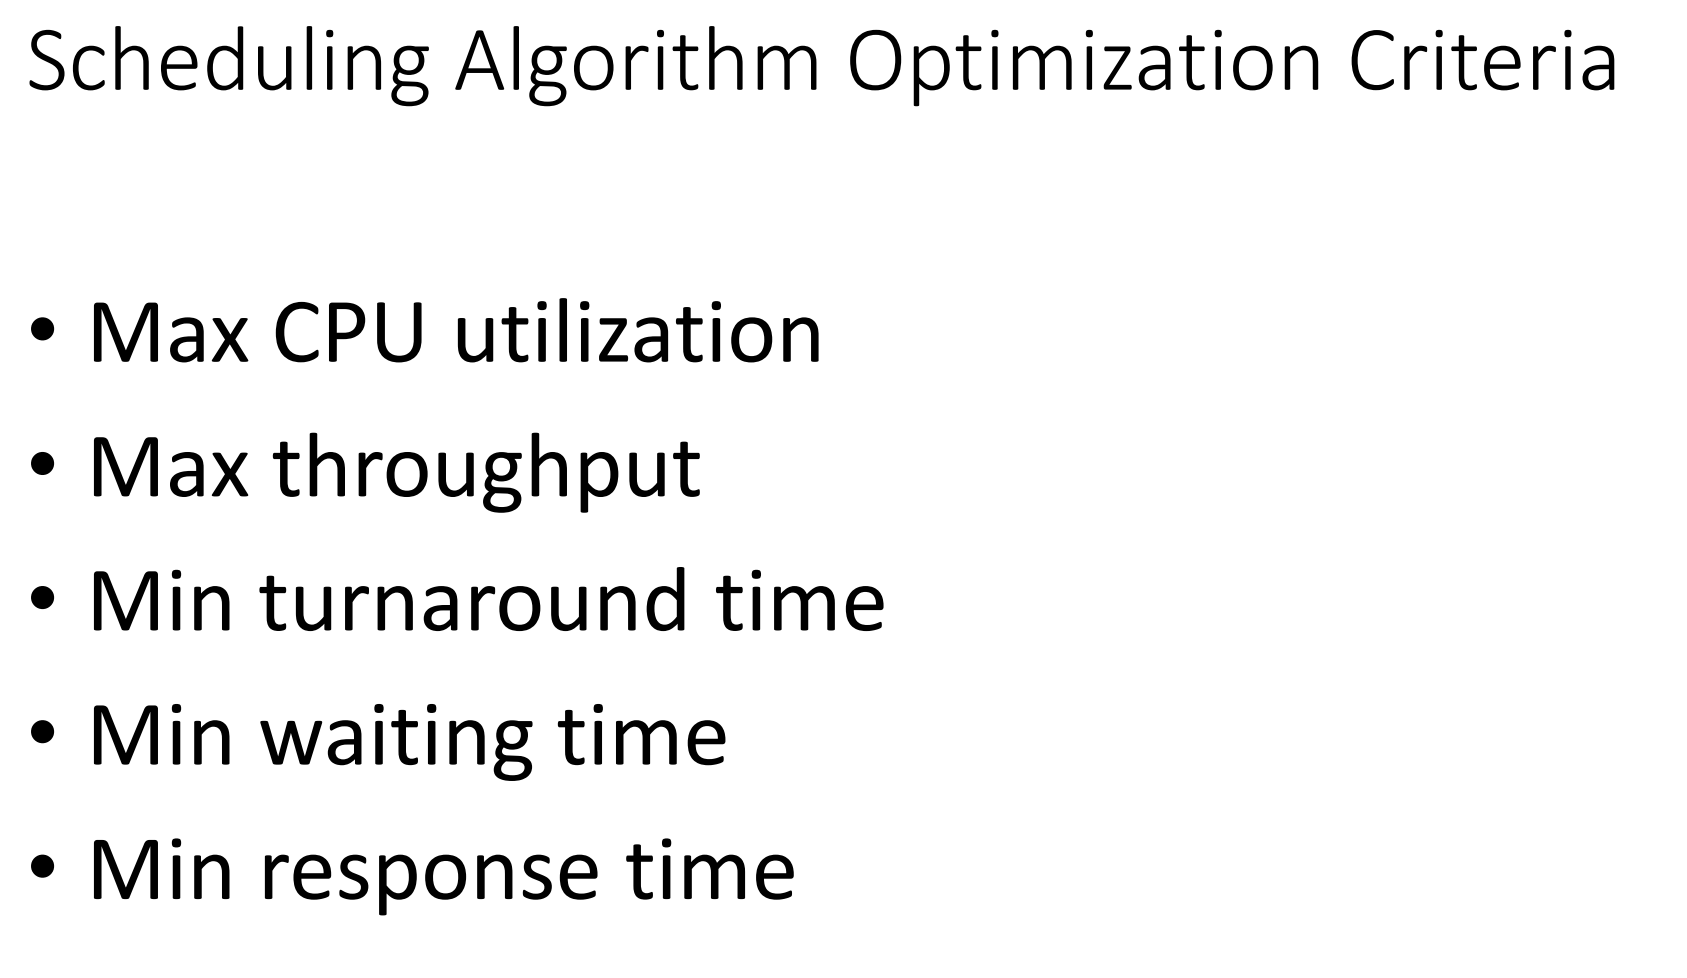 Scheduling Algorithm Optimization Criteria
• Max CPU utilization
• Max throughput
• Min turnaround time
• Min waiting time
• Min response time